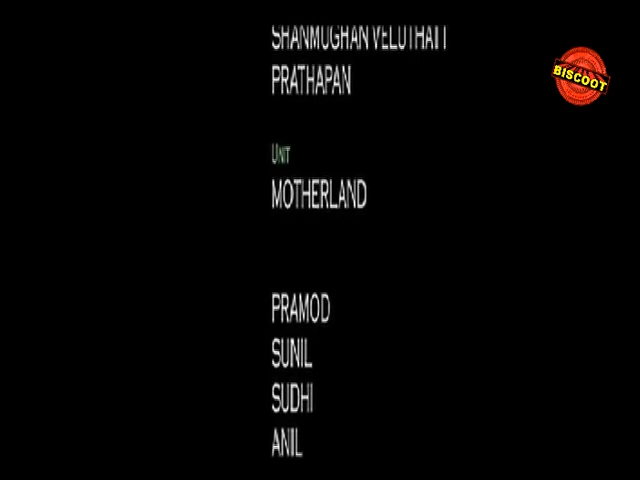 SHANMUGHAN VELUTHATT
PRATHAPAN
BISCOOT
UNIT
MOTHERLAND
PRAMOD
SUNIL
SUDHI
ANIL